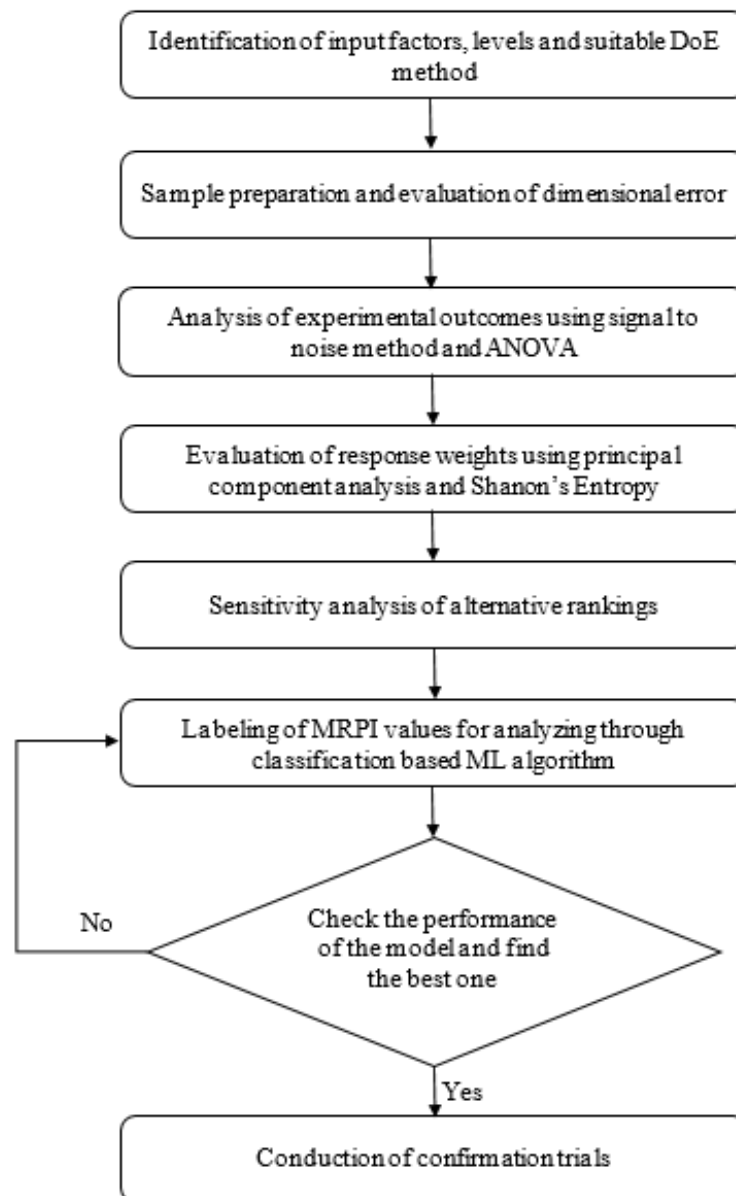 Identification of input factors, levels and suitable DoE
method
Sample preparation and evaluation of dimensional error
Analysis of experimental outcomes using signal to
noise method and ANOVA
Evaluation of response weights using principal
component analysis and Shanon's Entropy
Sensitivity analysis of alternative rankings
Labeling of MRPI values for analyzing through
classification based ML algorithm
No
Check the performance
of the model and find
the best one
Yes
Conduction of confirmation trials